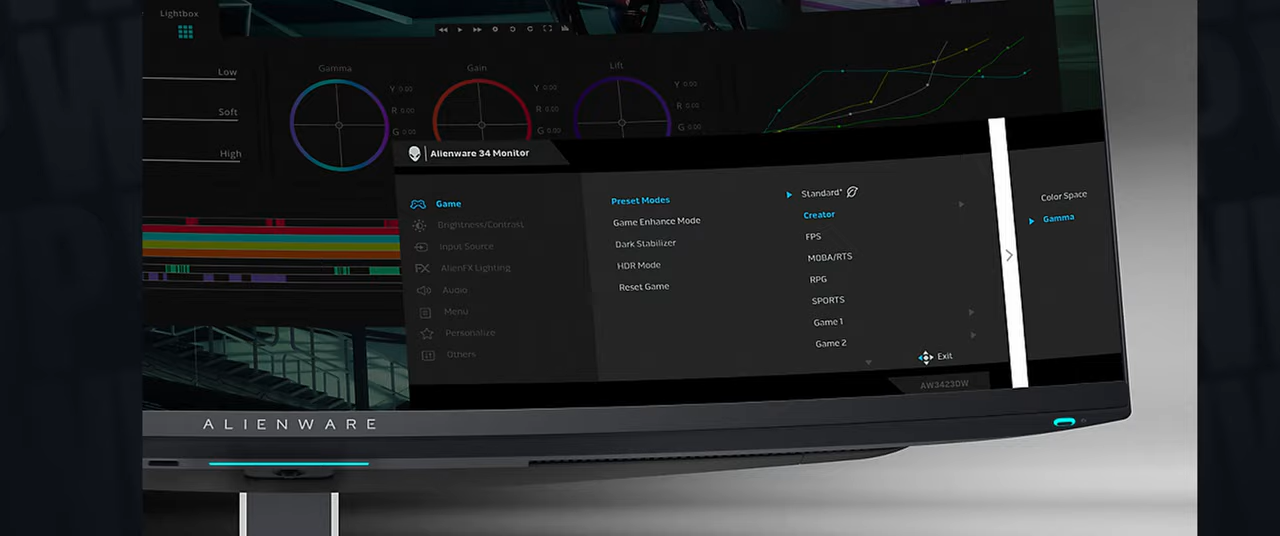 Lightbox
Low
Soft
High
Gamma
Y 0.00
R 0.00
G 0.00
Gain
Y 0.00
R 0.00
G 0.00
Lift
Y 0.00
R 0.00
G 0.00
Alienware 34 Monitor
Game
Brightness/Contrast
Input Source
FX AlienFX Lighting
Audio
Menu
Personalize
Others
Preset Modes
Game Enhance Mode
Dark Stabilizer
HDR Mode
Reset Game
Standard*
Creator
FPS
MOBA/RTS
RPG
SPORTS
Game 1
Game 2
Exit
AW3423DW
Color Space
Gamma
ALIENWARE